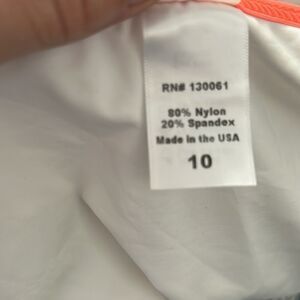 RN# 130061
80% Nylon
20% Spandex
Made in the USA
10